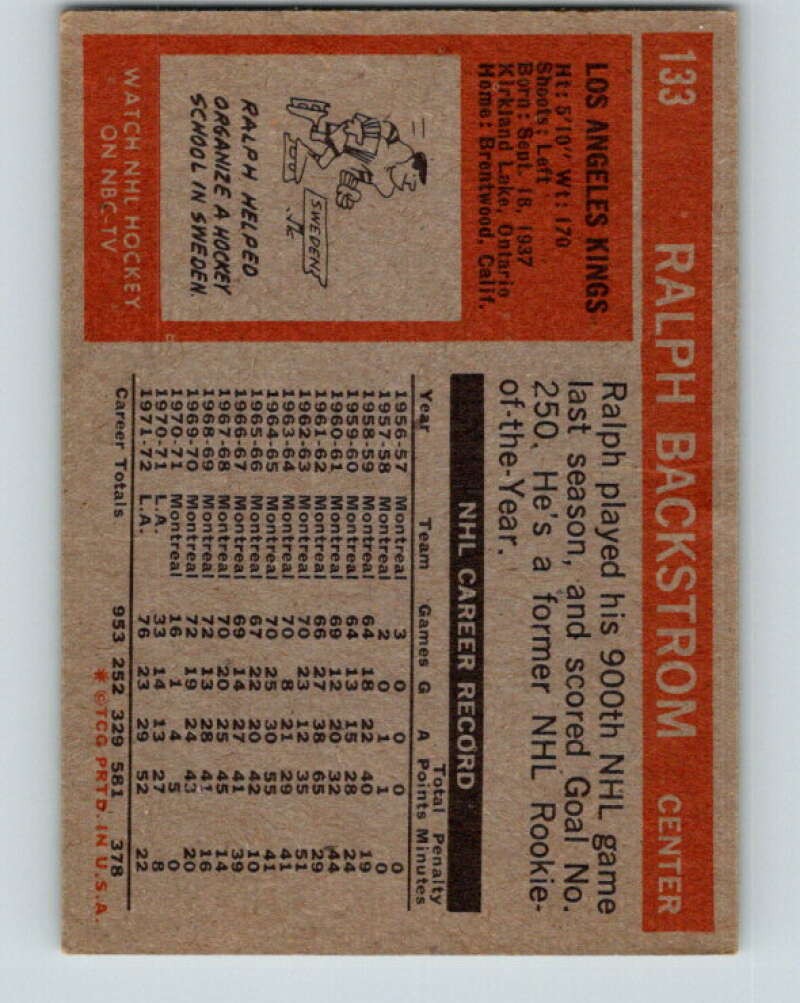 133 RALPH BACKSTROM CENTER
LOS ANGELES KINGS
Ht: 5'10" Wt: 170
Shoots: Left
Born: Sept. 18, 1937
Kirkland Lake, Ontario
Home: Brentwood, Calif.
SWEDEN
RALPH HELPED
ORGANIZE A HOCKEY
SCHOOL IN SWEDEN.
WATCH NHL HOCKEY
ON NBC-TV
Ralph played his 900th NHL game
last season, and scored Goal No.
250. He's a former NHL Rookie-
of-the-Year.
NHL CAREER RECORD
Total Penalty
Year Team Games G A Points Minutes
1956-57 Montreal 3 0 0 0 0
1957-58 Montreal 2 0 1 1 0
1958-59 Montreal 64 18 22 40 19
1959-60 Montreal 64 13 15 28 24
1960-61 Montreal 69 12 20 32 44
1961-62 Montreal 66 27 38 65 29
1962-63 Montreal 70 23 12 35 51
1963-64 Montreal 70 8 21 29 41
1964-65 Montreal 70 25 30 55 41
1965-66 Montreal 67 22 20 42 10
1966-67 Montreal 69 14 27 41 39
1967-68 Montreal 70 20 25 45 14
1968-69 Montreal 72 13 28 41 16
1969-70 Montreal 72 19 24 43 20
1970-71 Montreal 16 1 4 5 0
1970-71 L.A. 33 14 13 27 8
1971-72 L.A. 76 23 29 52 22
Career Totals 953 252 329 581 378
* © TCG PRTD. IN U.S.A.